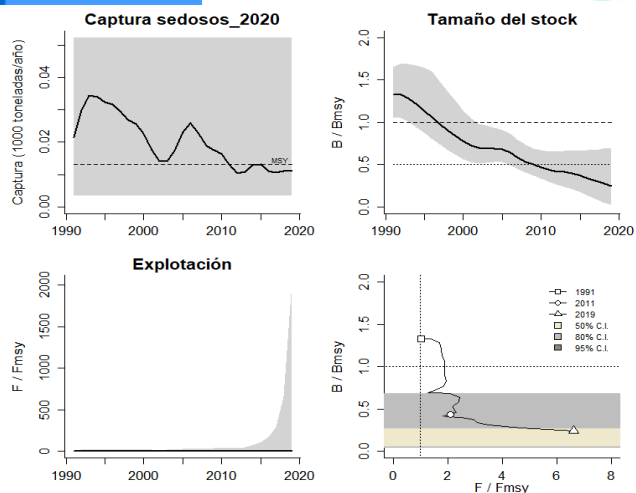 Captura sedosos_2020
Captura (1000 toneladas/año)
0.00 0.02 0.04
MSY
1990 2000 2010 2020
Tamaño del stock
B / Bmsy
0.0 0.5 1.0 1.5 2.0
1990 2000 2010 2020
Explotación
F / Fmsy
0 500 1000 2000
1990 2000 2010 2020
B / Bmsy
0.0 0.5 1.0 1.5 2.0
1991
2011
2019
50% C.I.
80% C.I.
95% C.I.
0 2 4 6 8
F / Fmsy